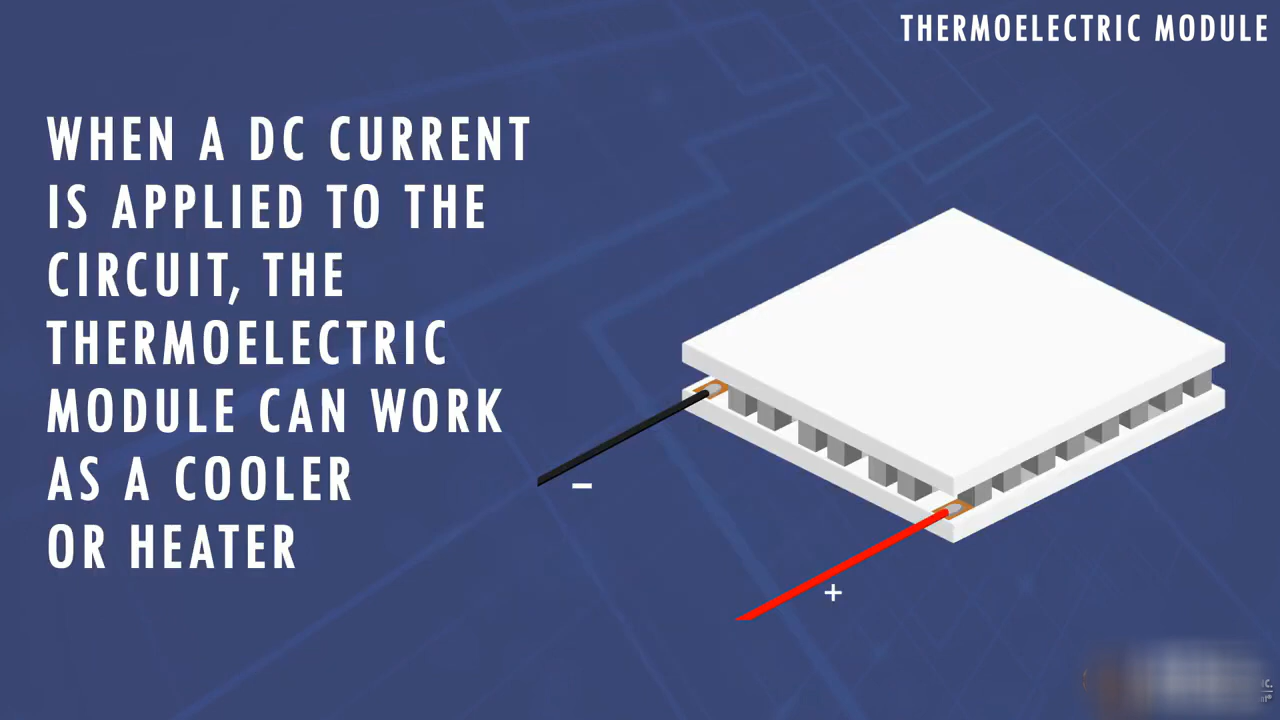 THERMOELECTRIC MODULE
WHEN A DC CURRENT
IS APPLIED TO THE
CIRCUIT, THE
THERMOELECTRIC
MODULE CAN WORK
AS A COOLER
OR HEATER
−
+